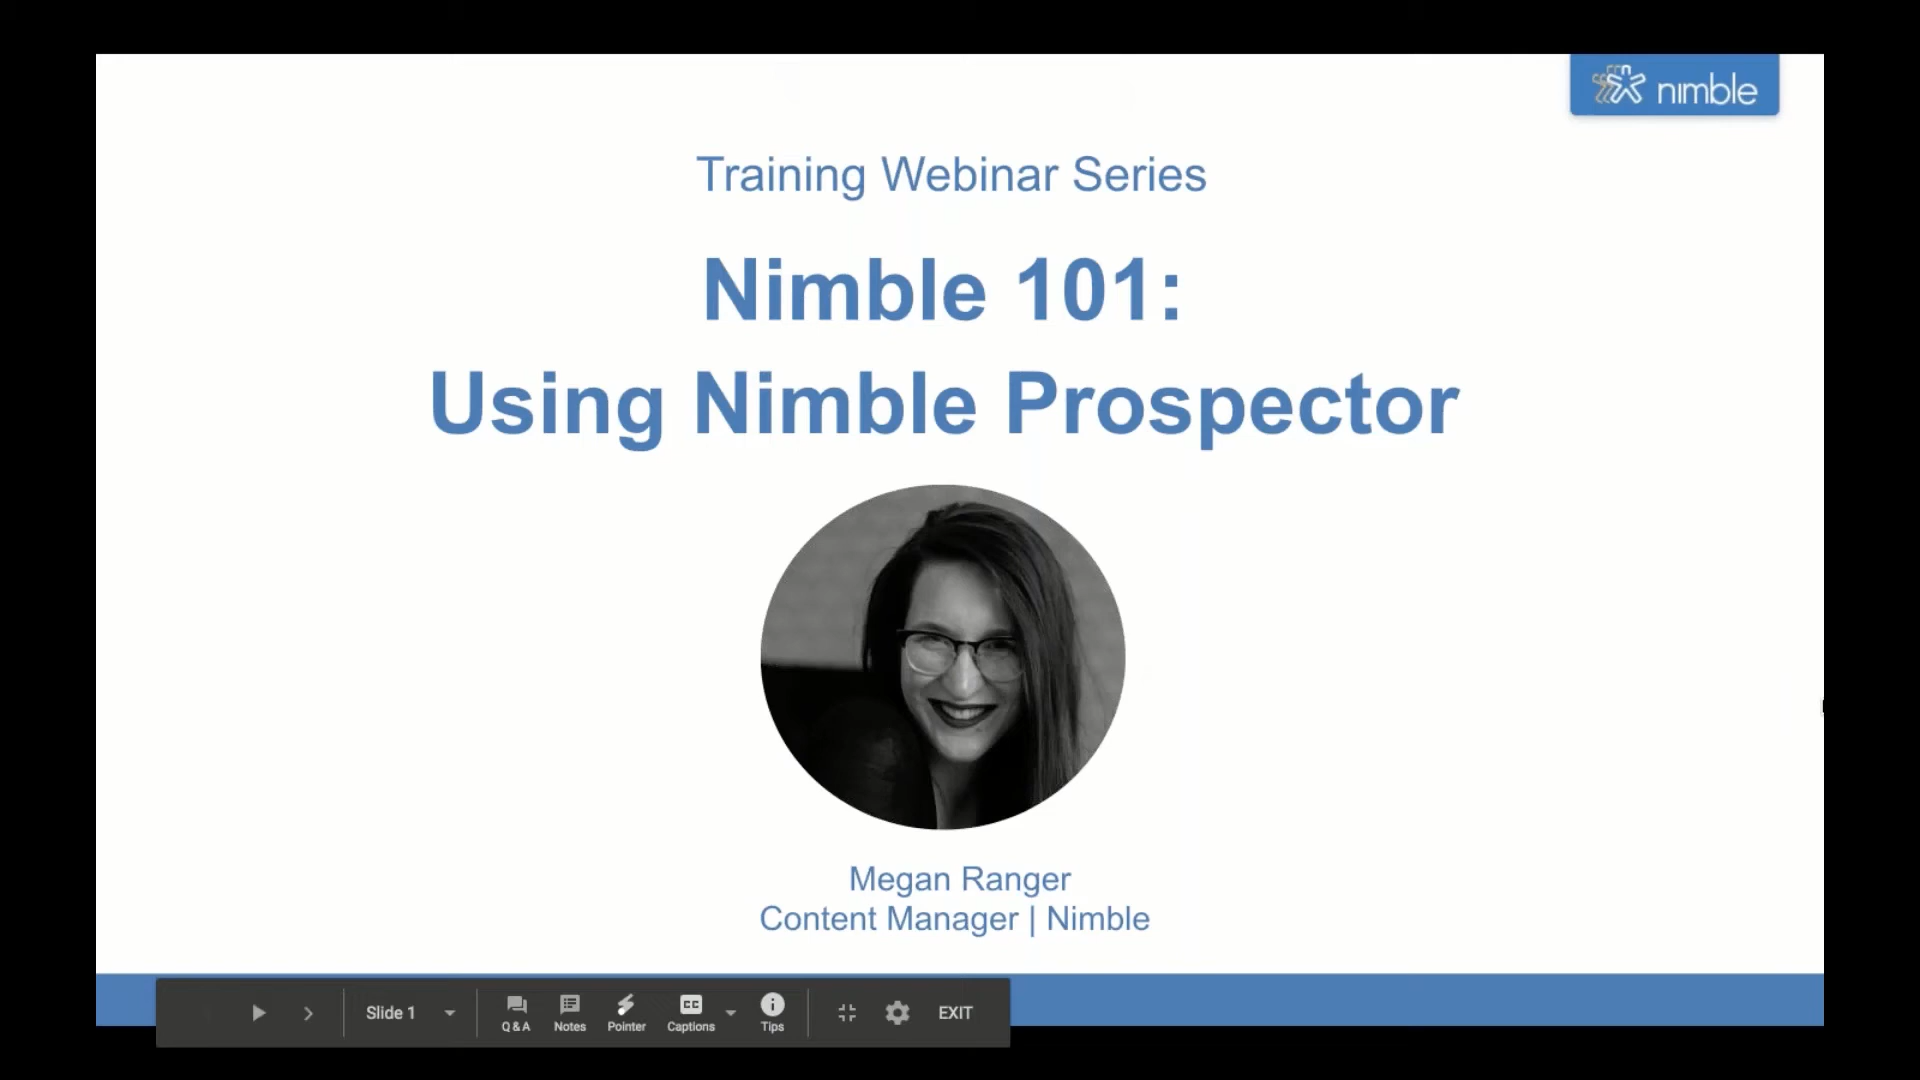 nimble
Training Webinar Series
Nimble 101:
Using Nimble Prospector
Megan Ranger
Content Manager | Nimble
Slide 1
Q & A
Notes
Pointer
CC
Captions
Tips
EXIT